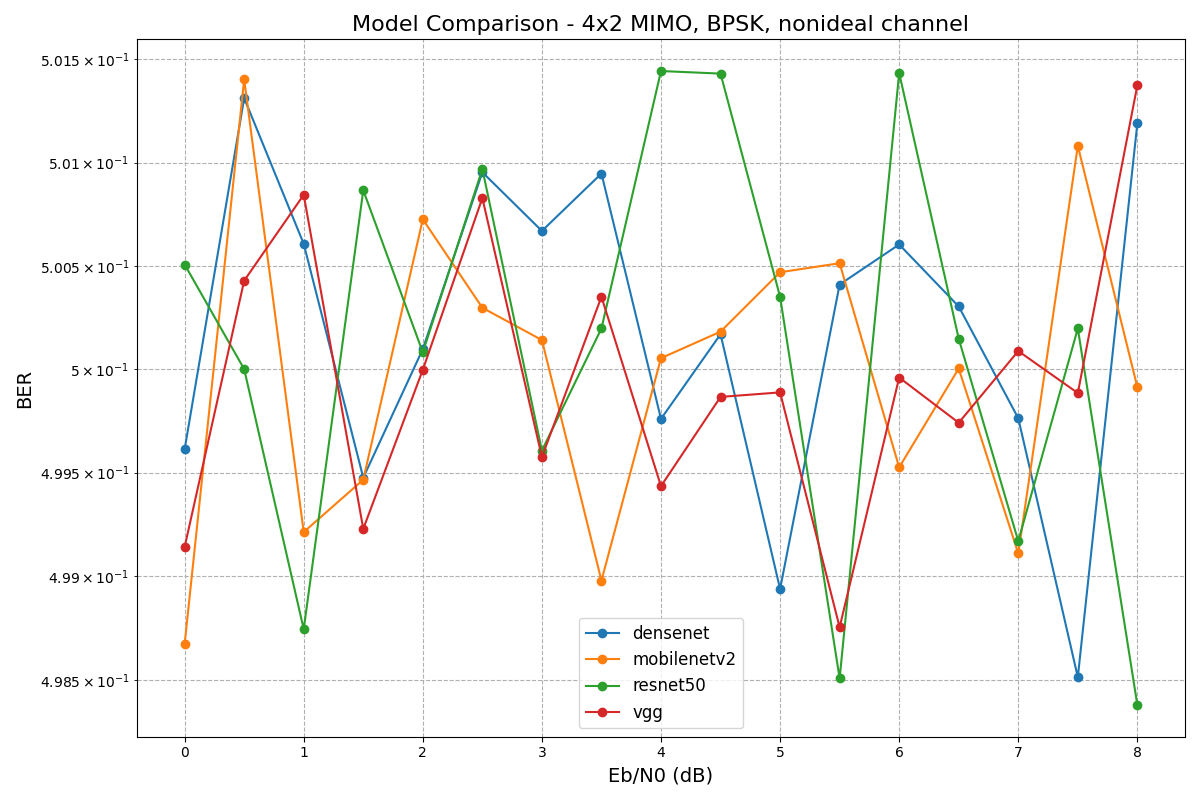 Model Comparison - 4x2 MIMO, BPSK, nonideal channel
BER
5.015 × 10⁻¹
5.01 × 10⁻¹
5.005 × 10⁻¹
5 × 10⁻¹
4.995 × 10⁻¹
4.99 × 10⁻¹
4.985 × 10⁻¹
densenet
mobilenetv2
resnet50
vgg
0 1 2 3 4 5 6 7 8
Eb/N0 (dB)